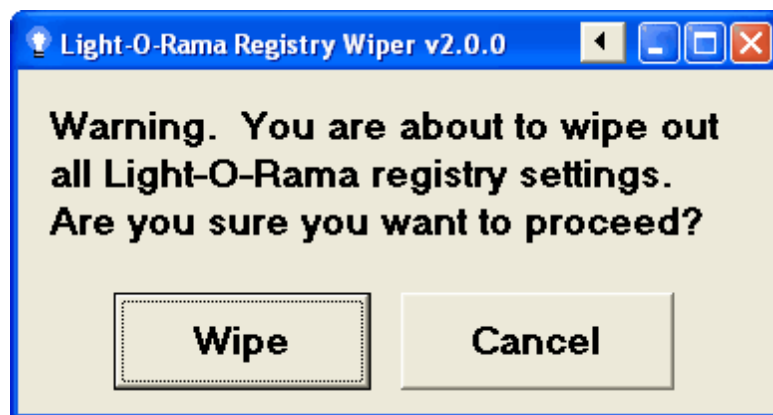 Light-O-Rama Registry Wiper v2.0.0
Warning.  You are about to wipe out
all Light-O-Rama registry settings.
Are you sure you want to proceed?
Wipe Cancel